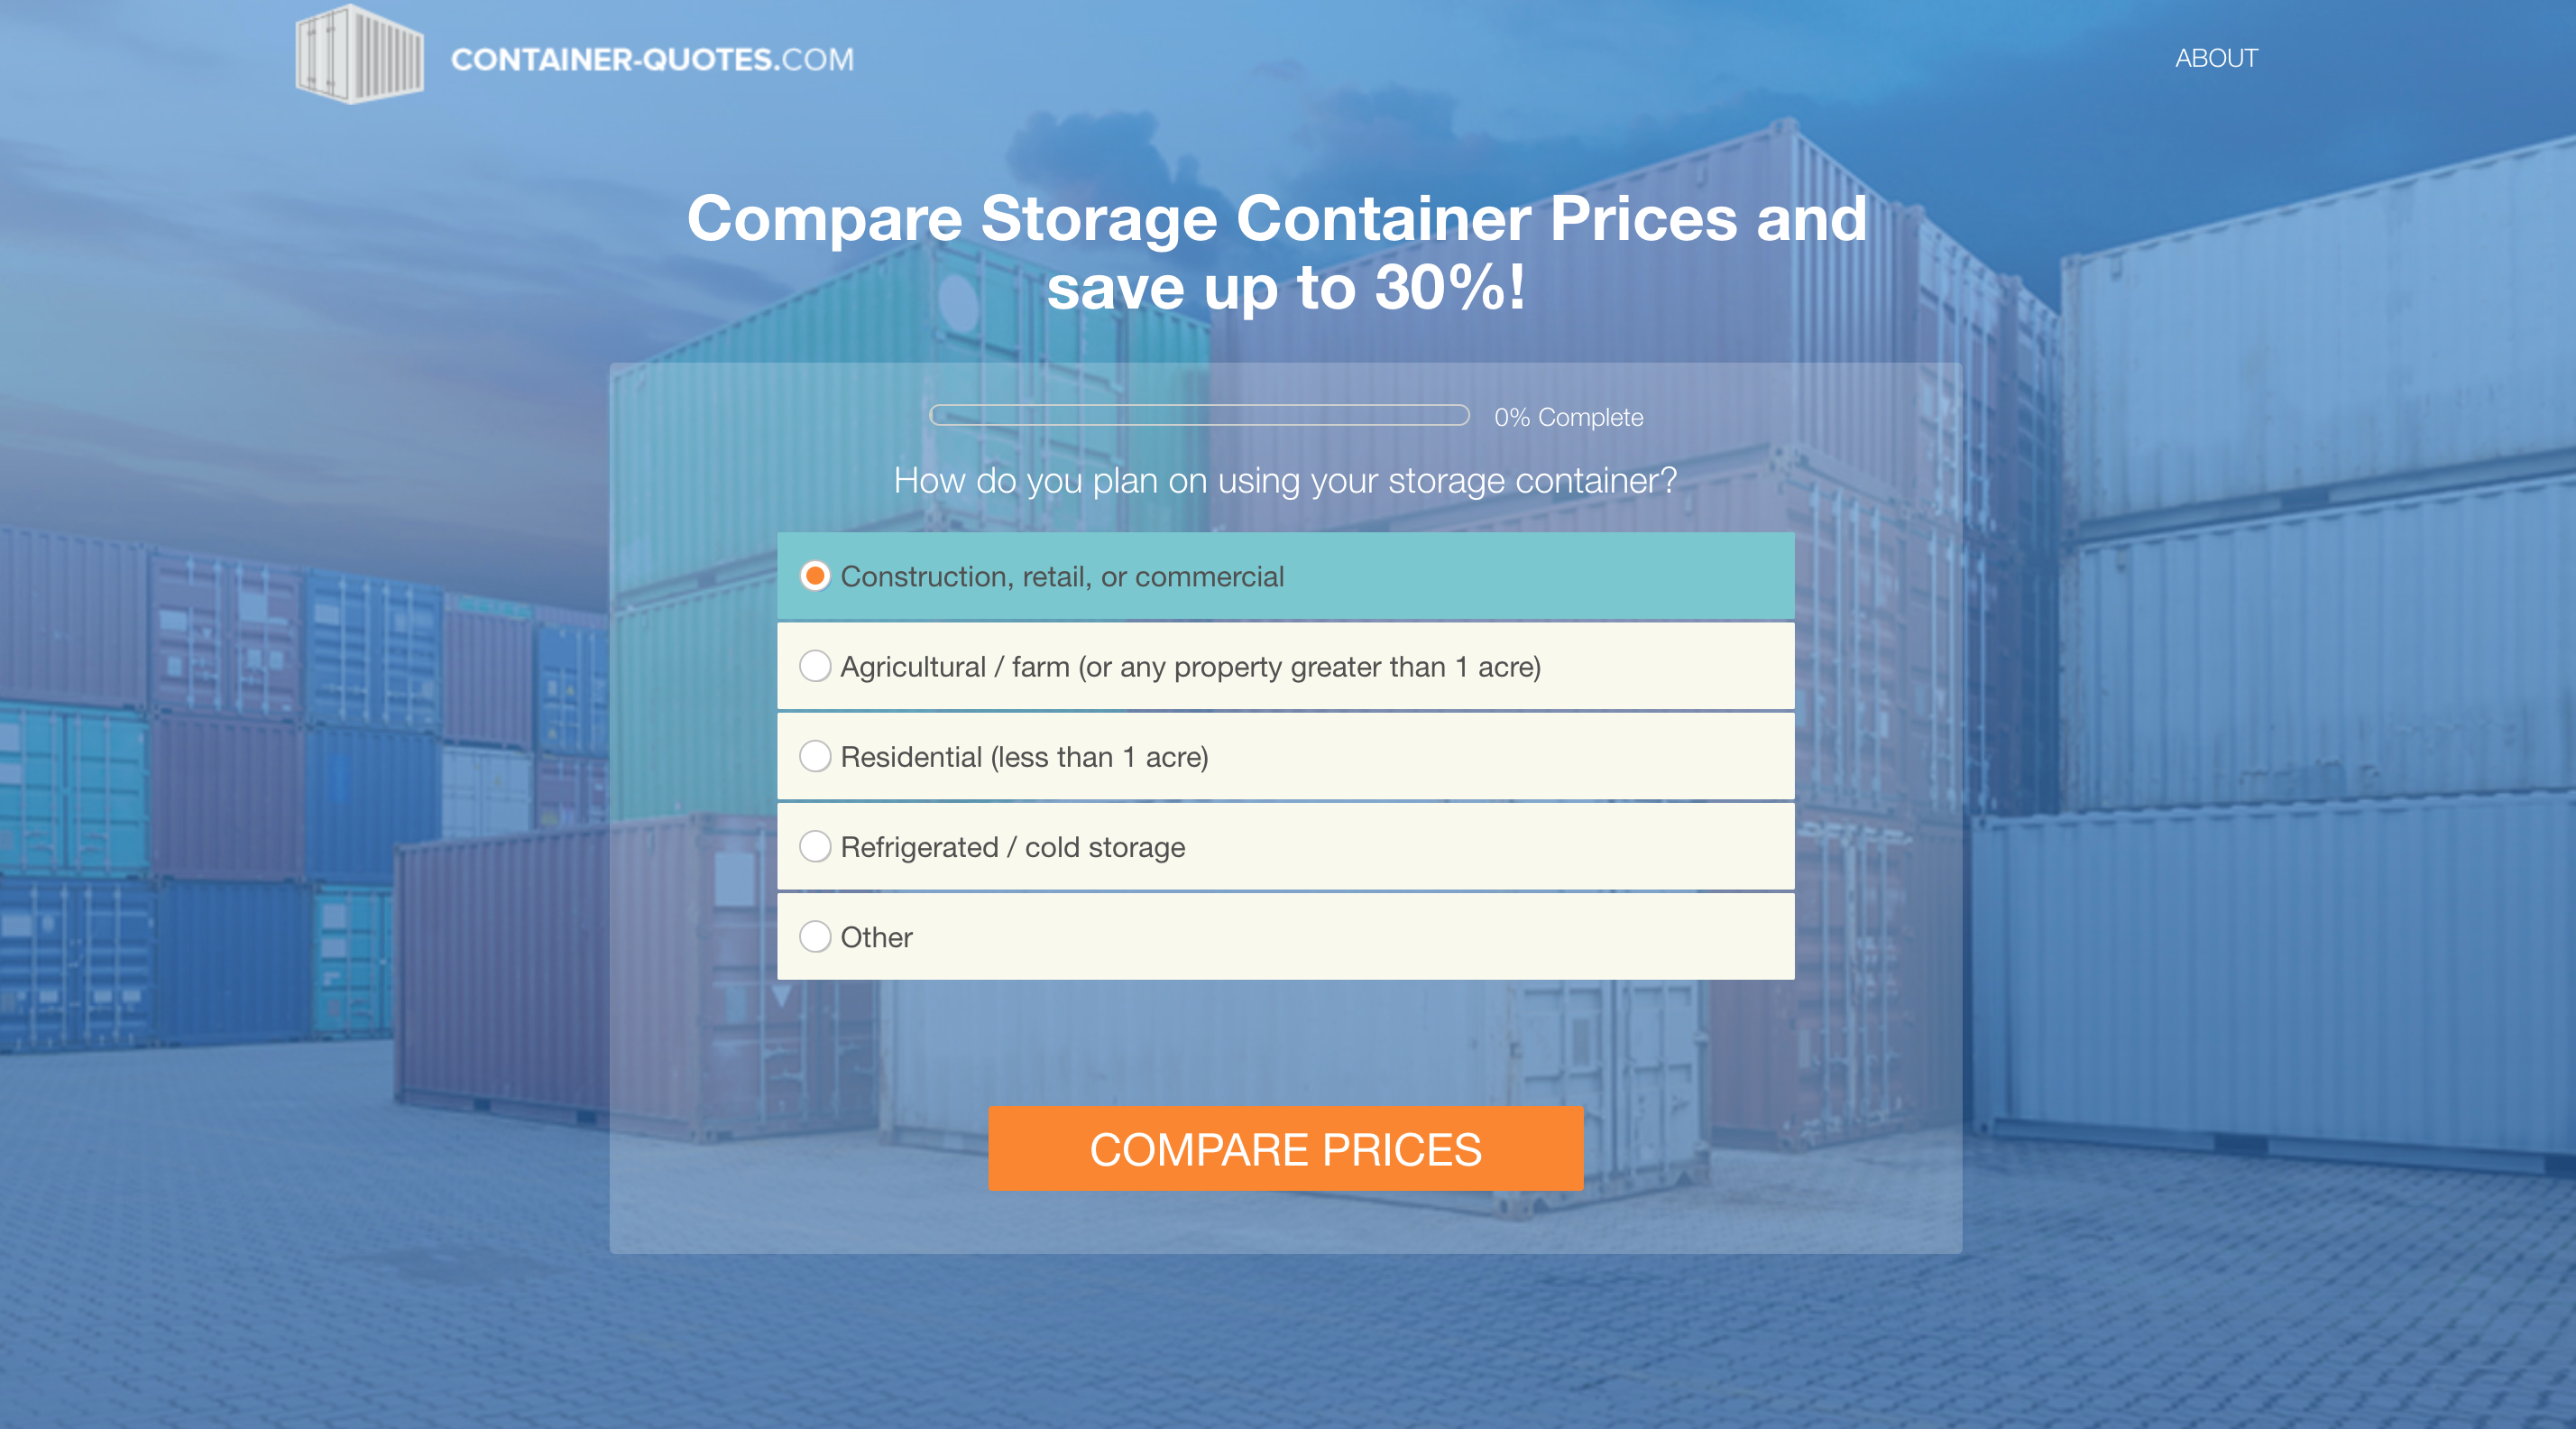 CONTAINER-QUOTES.COM
ABOUT
Compare Storage Container Prices and
save up to 30%!
0% Complete
How do you plan on using your storage container?
Construction, retail, or commercial
Agricultural / farm (or any property greater than 1 acre)
Residential (less than 1 acre)
Refrigerated / cold storage
Other
COMPARE PRICES